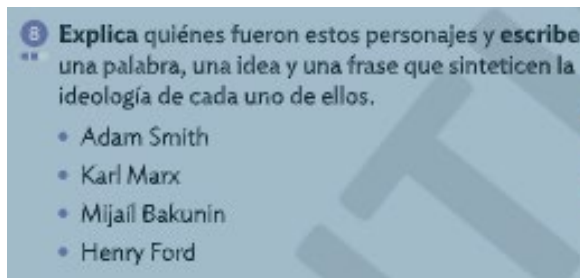 8 Explica quiénes fueron estos personajes y escribe
una palabra, una idea y una frase que sinteticen la
ideología de cada uno de ellos.
• Adam Smith
• Karl Marx
• Mijaíl Bakunin
• Henry Ford